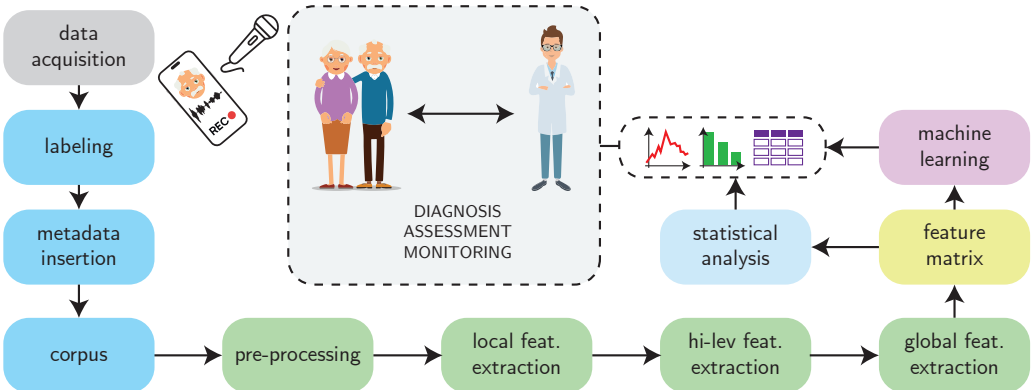 data
acquisition
labeling
metadata
insertion
corpus
REC
DIAGNOSIS
ASSESSMENT
MONITORING
pre-processing
local feat.
extraction
hi-lev feat.
extraction
global feat.
extraction
feature
matrix
statistical
analysis
machine
learning